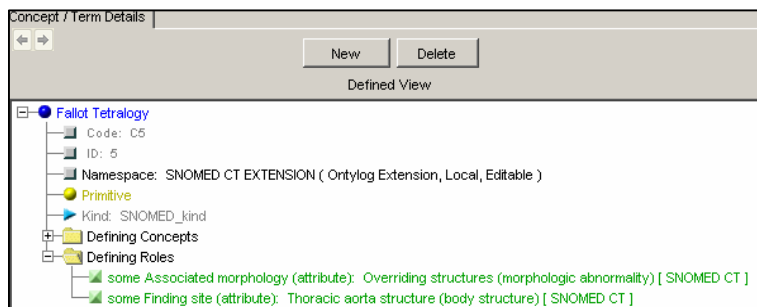 Concept / Term Details
New Delete
Defined View
Fallot Tetralogy
Code: C5
ID: 5
Namespace: SNOMED CT EXTENSION ( Ontylog Extension, Local, Editable )
Primitive
Kind: SNOMED_kind
Defining Concepts
Defining Roles
some Associated morphology (attribute): Overriding structures (morphologic abnormality) [ SNOMED CT ]
some Finding site (attribute): Thoracic aorta structure (body structure) [ SNOMED CT ]